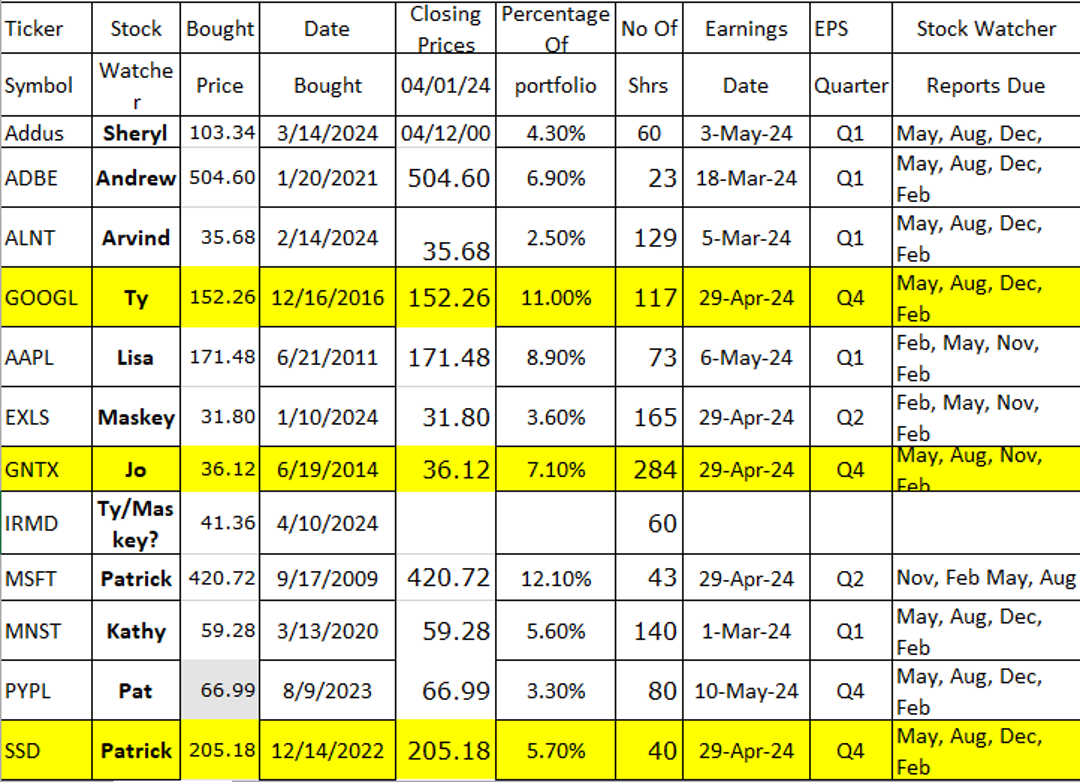 Ticker Stock Bought Date Closing Prices Percentage Of No Of Earnings EPS Stock Watcher
Symbol Watcher Price Bought 04/01/24 portfolio Shrs Date Quarter Reports Due
Addus Sheryl 103.34 3/14/2024 04/12/00 4.30% 60 3-May-24 Q1 May, Aug, Dec,
ADBE Andrew 504.60 1/20/2021 504.60 6.90% 23 18-Mar-24 Q1 May, Aug, Dec, Feb
ALNT Arvind 35.68 2/14/2024 35.68 2.50% 129 5-Mar-24 Q1 May, Aug, Dec, Feb
GOOGL Ty 152.26 12/16/2016 152.26 11.00% 117 29-Apr-24 Q4 May, Aug, Dec, Feb
AAPL Lisa 171.48 6/21/2011 171.48 8.90% 73 6-May-24 Q1 Feb, May, Nov, Feb
EXLS Maskey 31.80 1/10/2024 31.80 3.60% 165 29-Apr-24 Q2 Feb, May, Nov, Feb
GNTX Jo 36.12 6/19/2014 36.12 7.10% 284 29-Apr-24 Q4 May, Aug, Nov, Feb
IRMD Ty/Maskey? 41.36 4/10/2024 60
MSFT Patrick 420.72 9/17/2009 420.72 12.10% 43 29-Apr-24 Q2 Nov, Feb May, Aug
MNST Kathy 59.28 3/13/2020 59.28 5.60% 140 1-Mar-24 Q1 May, Aug, Dec, Feb
PYPL Pat 66.99 8/9/2023 66.99 3.30% 80 10-May-24 Q4 May, Aug, Dec, Feb
SSD Patrick 205.18 12/14/2022 205.18 5.70% 40 29-Apr-24 Q4 May, Aug, Dec, Feb